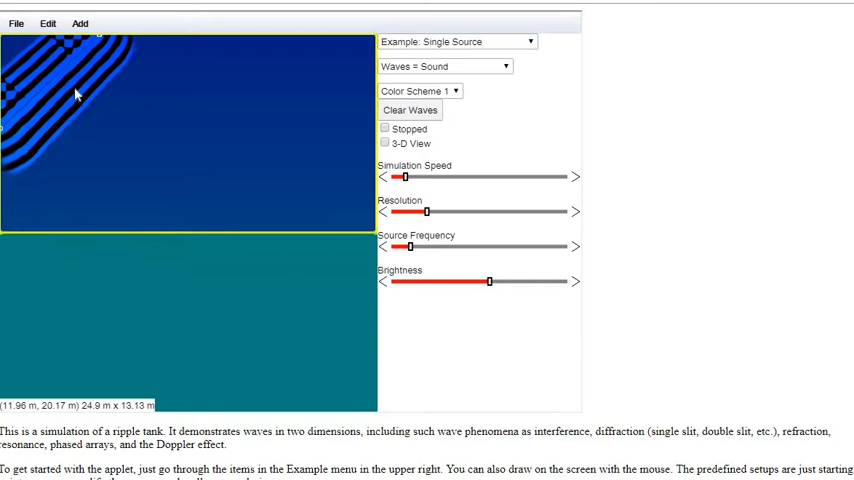 File Edit Add
Example: Single Source
Waves = Sound
Color Scheme 1
Clear Waves
Stopped
3-D View
Simulation Speed
Resolution
Source Frequency
Brightness
(11.96 m, 20.17 m) 24.9 m x 13.13 m
This is a simulation of a ripple tank. It demonstrates waves in two dimensions, including such wave phenomena as interference, diffraction (single slit, double slit, etc.), refraction,
resonance, phased arrays, and the Doppler effect.
To get started with the applet, just go through the items in the Example menu in the upper right. You can also draw on the screen with the mouse. The predefined setups are just starting